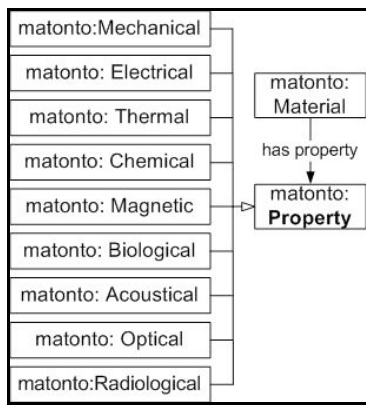 matonto:Mechanical
matonto: Electrical
matonto: Thermal
matonto: Chemical
matonto: Magnetic
matonto: Biological
matonto: Acoustical
matonto: Optical
matonto:Radiological
matonto:
Material
has property
matonto:
Property